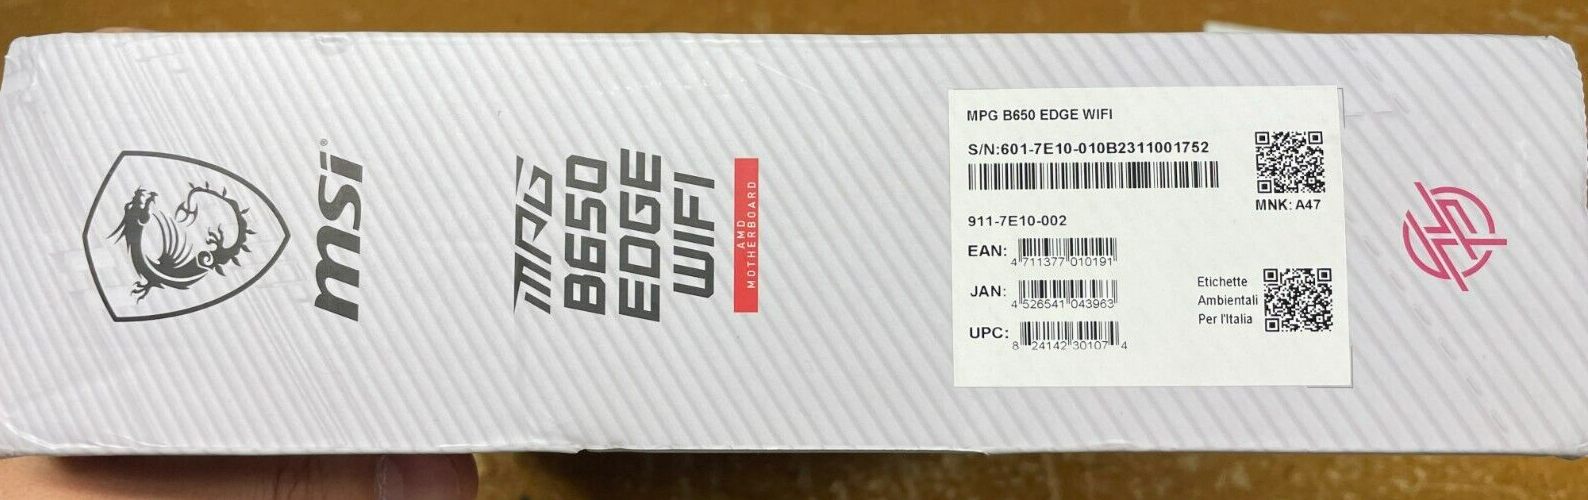 msi®
MPG
B650
EDGE
WIFI
AMD
MOTHERBOARD
MPG B650 EDGE WIFI
S/N:601-7E10-010B2311001752
MNK: A47
911-7E10-002
EAN:
4 711377 010191
JAN:
4 526541 043963
UPC:
8 24142 30107 4
Etichette
Ambientali
Per l'Italia